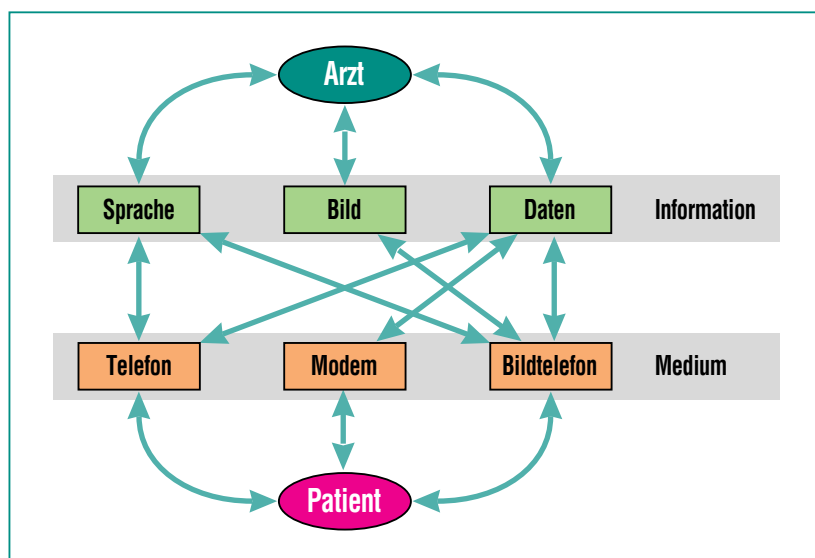 Arzt
Sprache Bild Daten Information
Telefon Modem Bildtelefon Medium
Patient